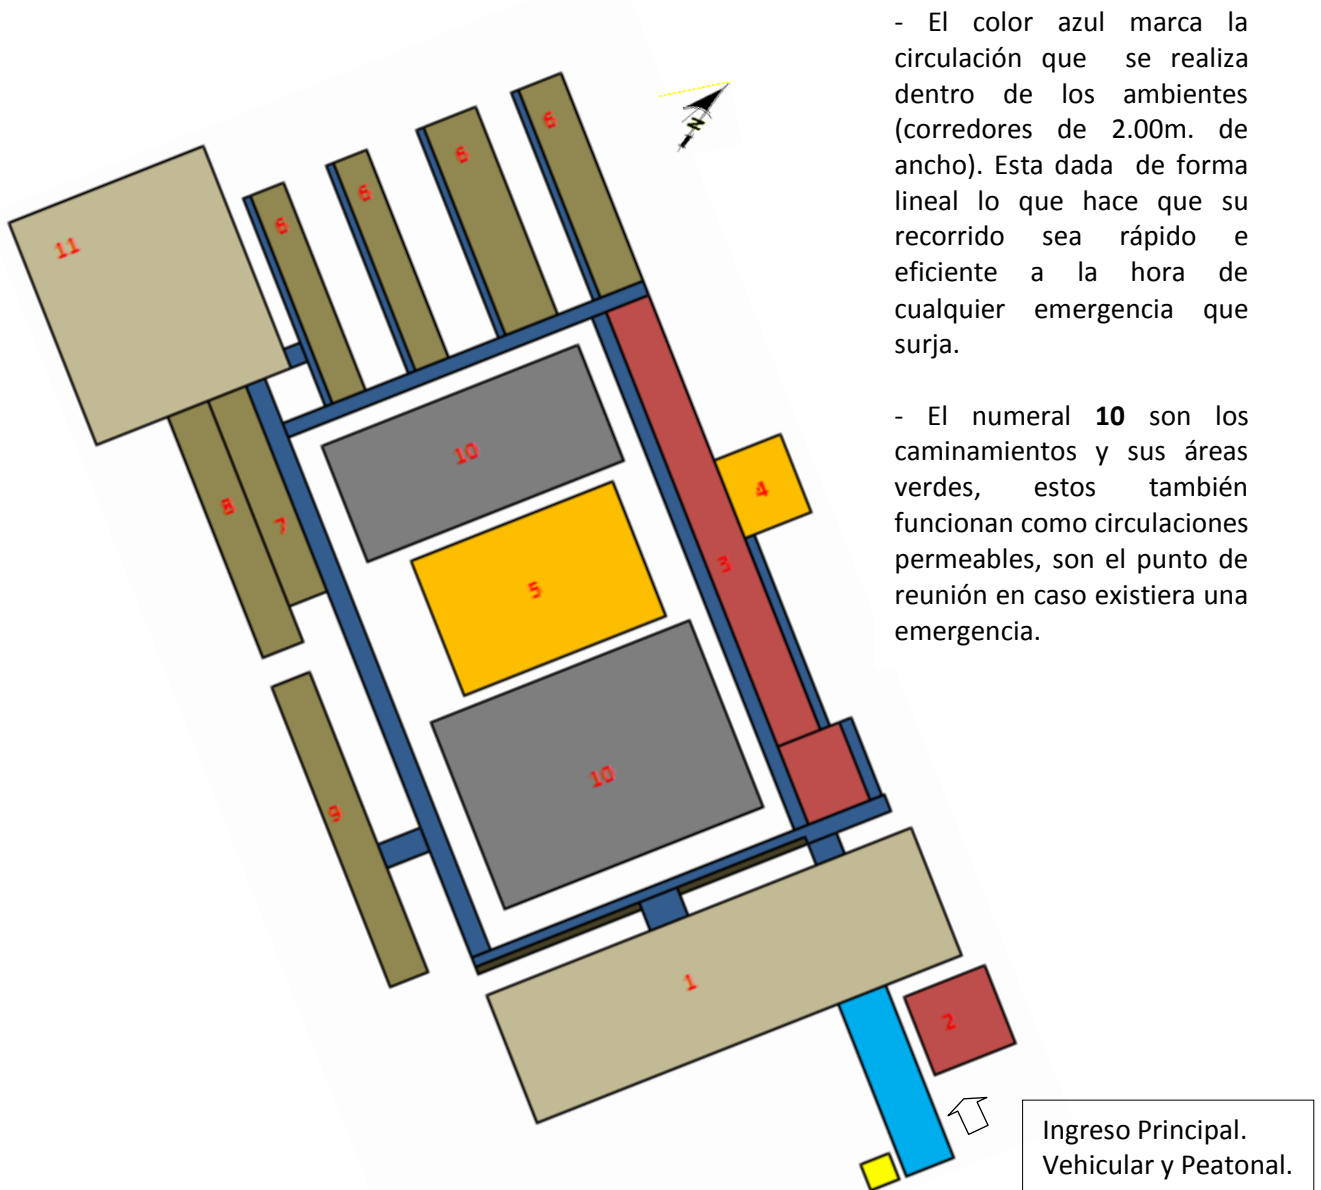 - El color azul marca la
circulación que se realiza
dentro de los ambientes
(corredores de 2.00m. de
ancho). Esta dada de forma
lineal lo que hace que su
recorrido sea rápido e
eficiente a la hora de
cualquier emergencia que
surja.
- El numeral 10 son los
caminamientos y sus áreas
verdes, estos también
funcionan como circulaciones
permeables, son el punto de
reunión en caso existiera una
emergencia.
N
6
6
6
6
11
10
4
8
7
3
5
10
9
1
2
Ingreso Principal.
Vehicular y Peatonal.